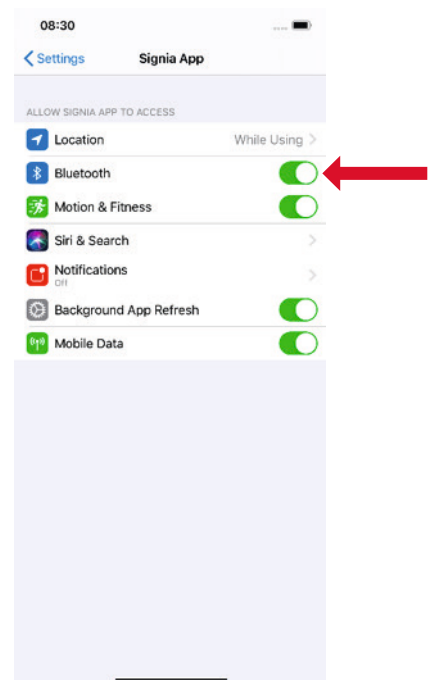 08:30
Settings
Signia App
ALLOW SIGNIA APP TO ACCESS
Location
While Using
Bluetooth
Motion & Fitness
Siri & Search
Notifications
Off
Background App Refresh
Mobile Data